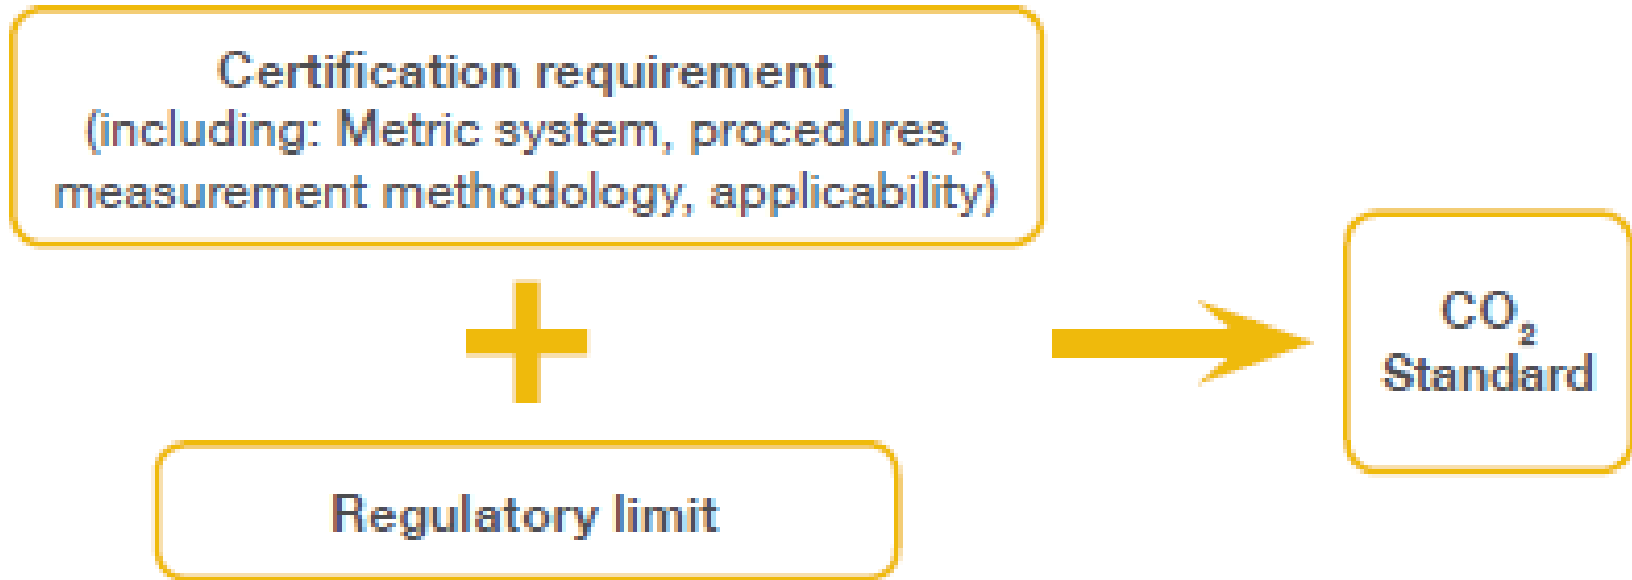 Certification requirement
(including: Metric system, procedures,
measurement methodology, applicability)
Regulatory limit
CO₂
Standard